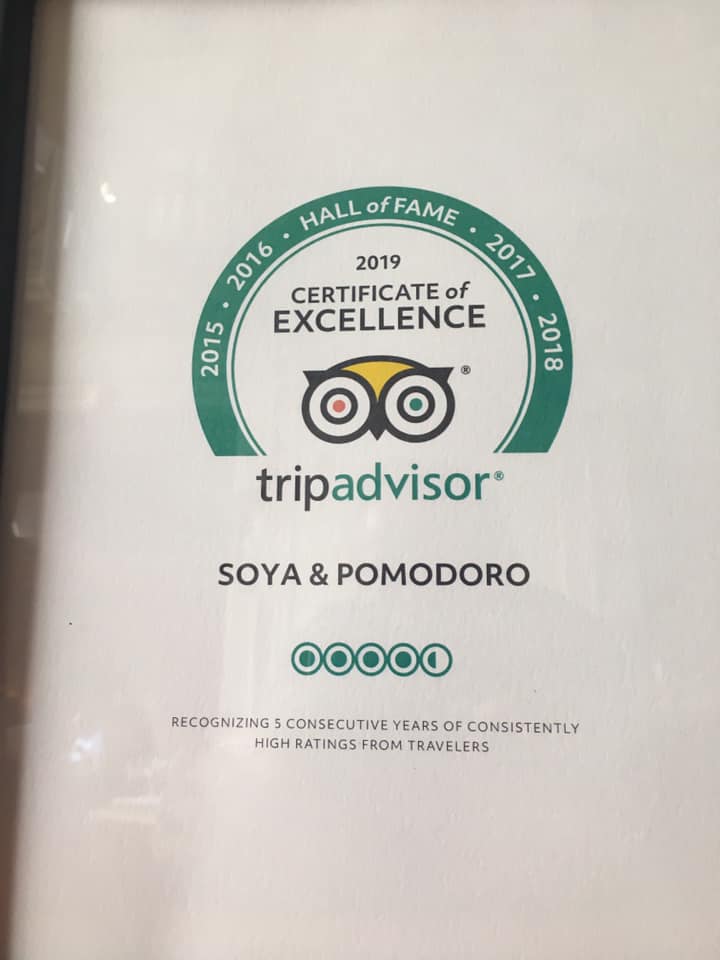 2015 • 2016 • HALL of FAME • 2017 • 2018
2019
CERTIFICATE of
EXCELLENCE
®
tripadvisor®
SOYA & POMODORO
RECOGNIZING 5 CONSECUTIVE YEARS OF CONSISTENTLY
HIGH RATINGS FROM TRAVELERS